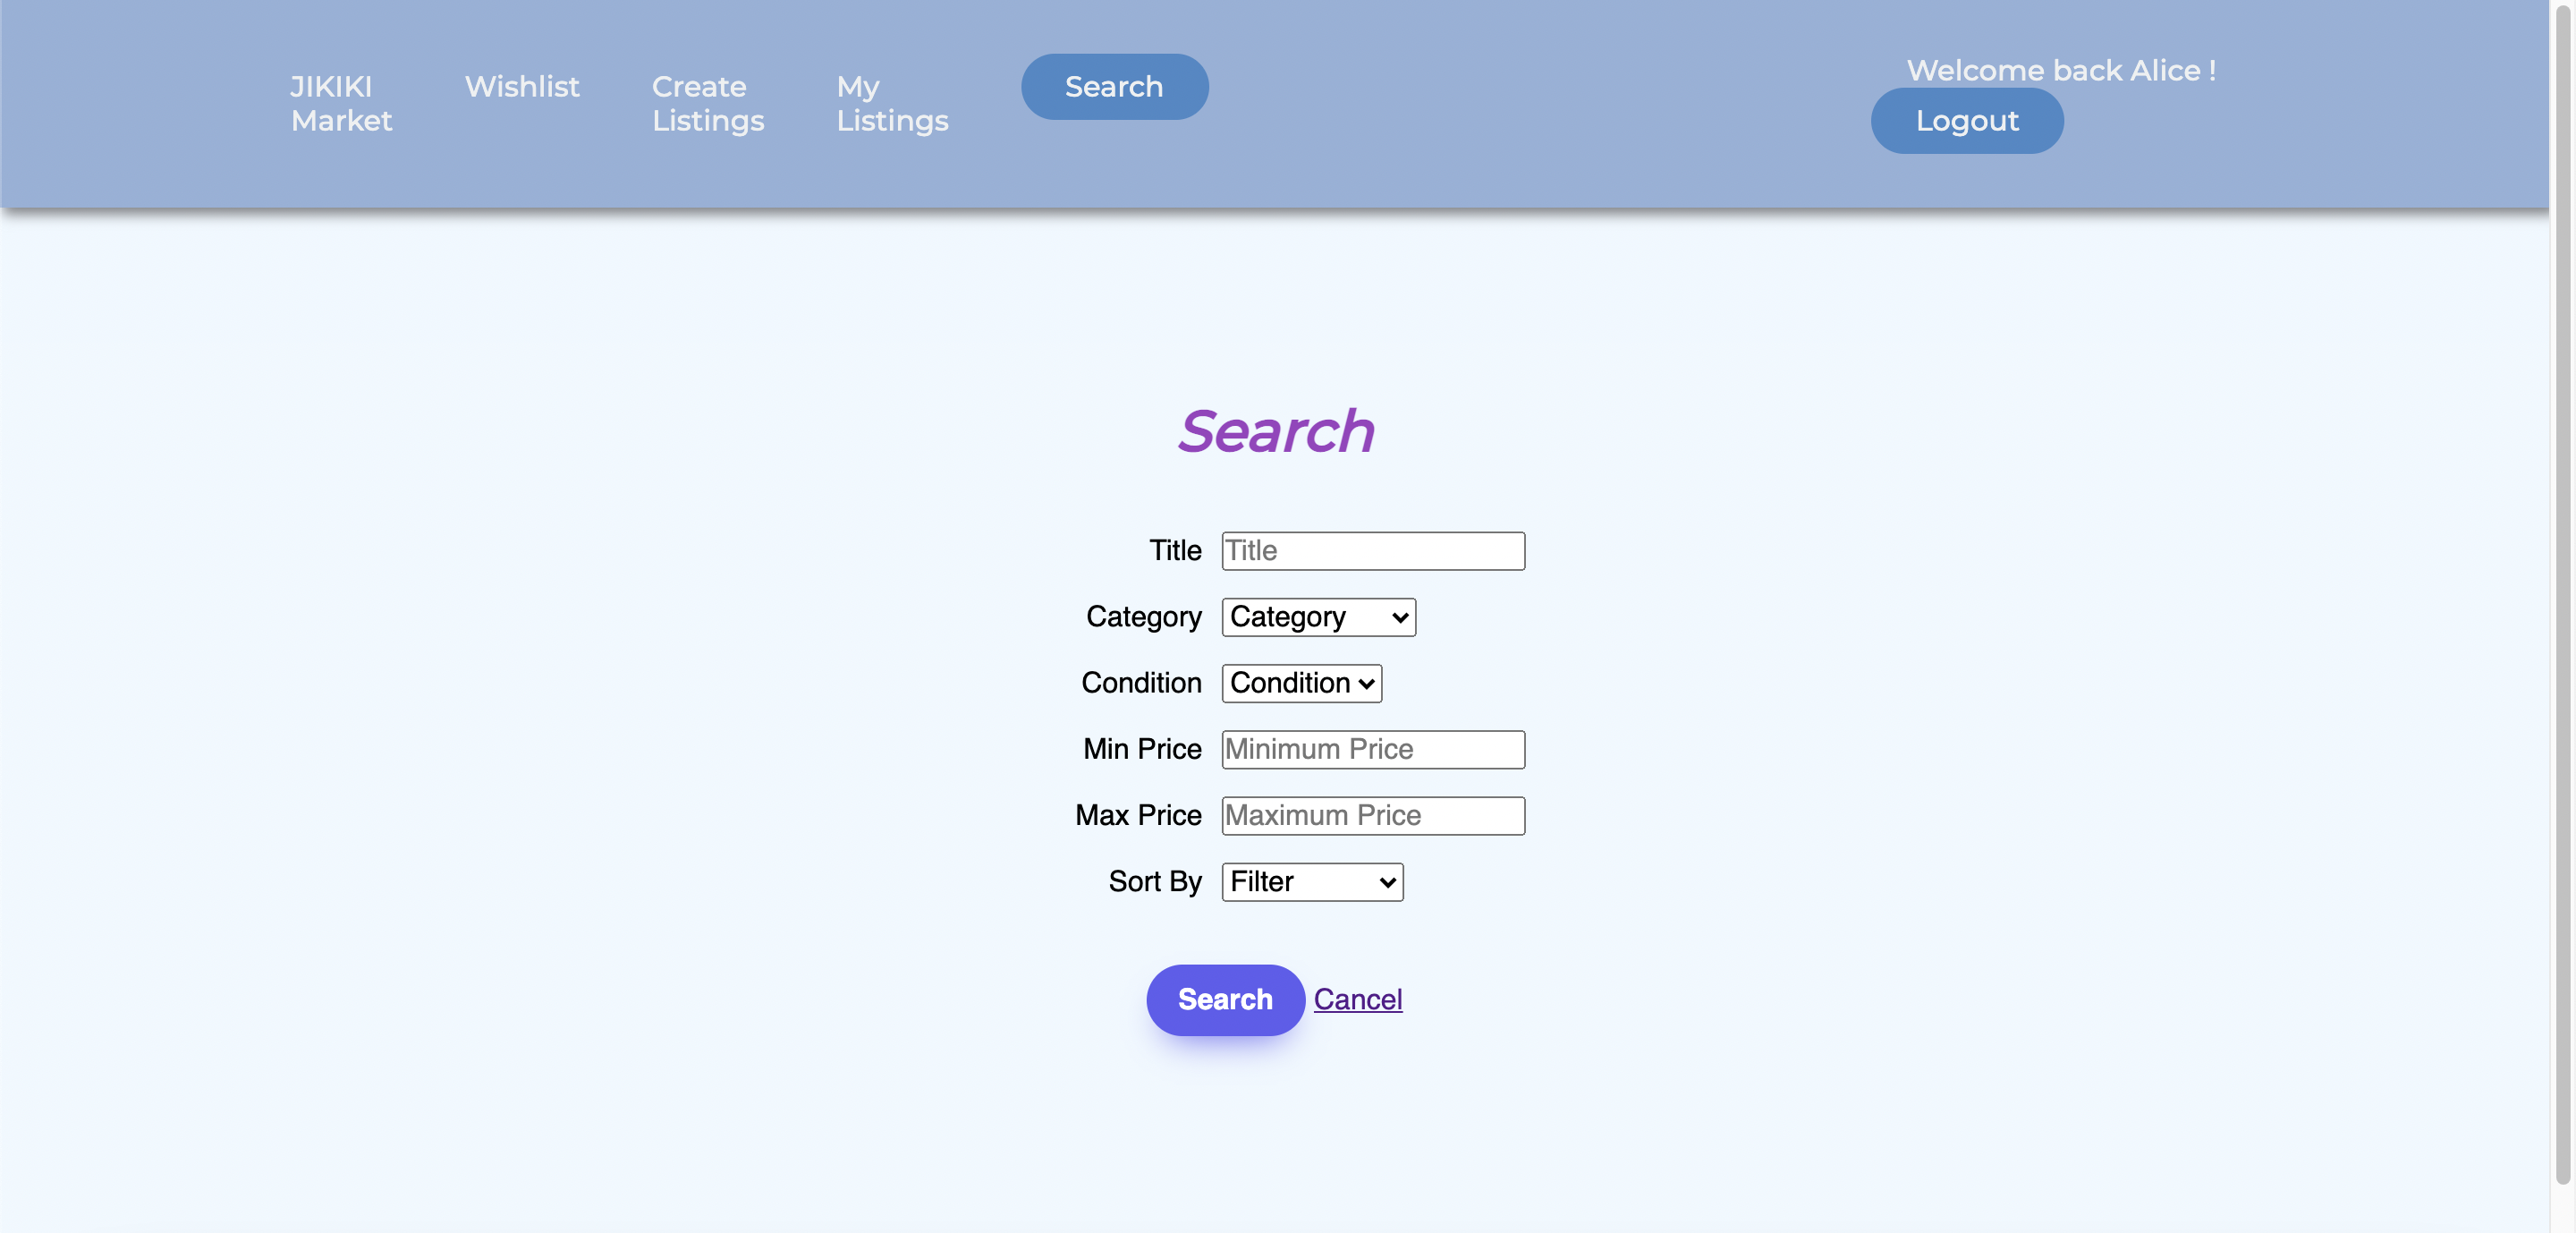 JIKIKI
Market
Wishlist
Create
Listings
My
Listings
Search
Welcome back Alice !
Logout
Search
Title Title
Category Category
Condition Condition
Min Price Minimum Price
Max Price Maximum Price
Sort By Filter
Search Cancel